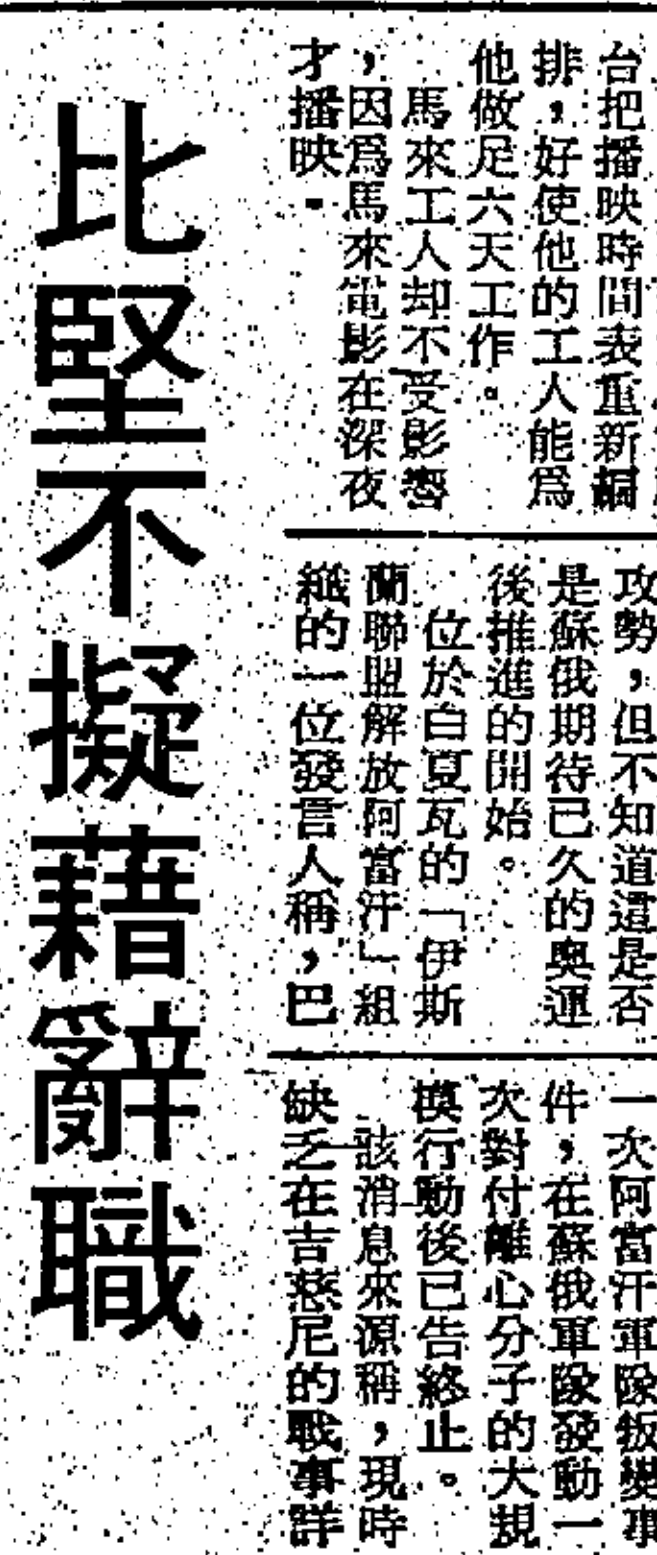 台把播映時間表重新編
排，好使他的工人能爲
他做足六天工作。
馬來工人却不受影響
，因爲馬來電影在深夜
才播映。
攻勢，但不知道這是否
是蘇俄期待已久的奧運
後推進的開始。
位於白夏瓦的「伊斯
蘭聯盟解放阿富汗」組
織的一位發言人稱，巴
一次阿富汗軍隊叛變事
件，在蘇俄軍隊發動一
次對付離心分子的大規
模行動後已告終止。
該消息來源稱，現時
缺乏在吉慈尼的戰事詳
比堅不擬藉辭職